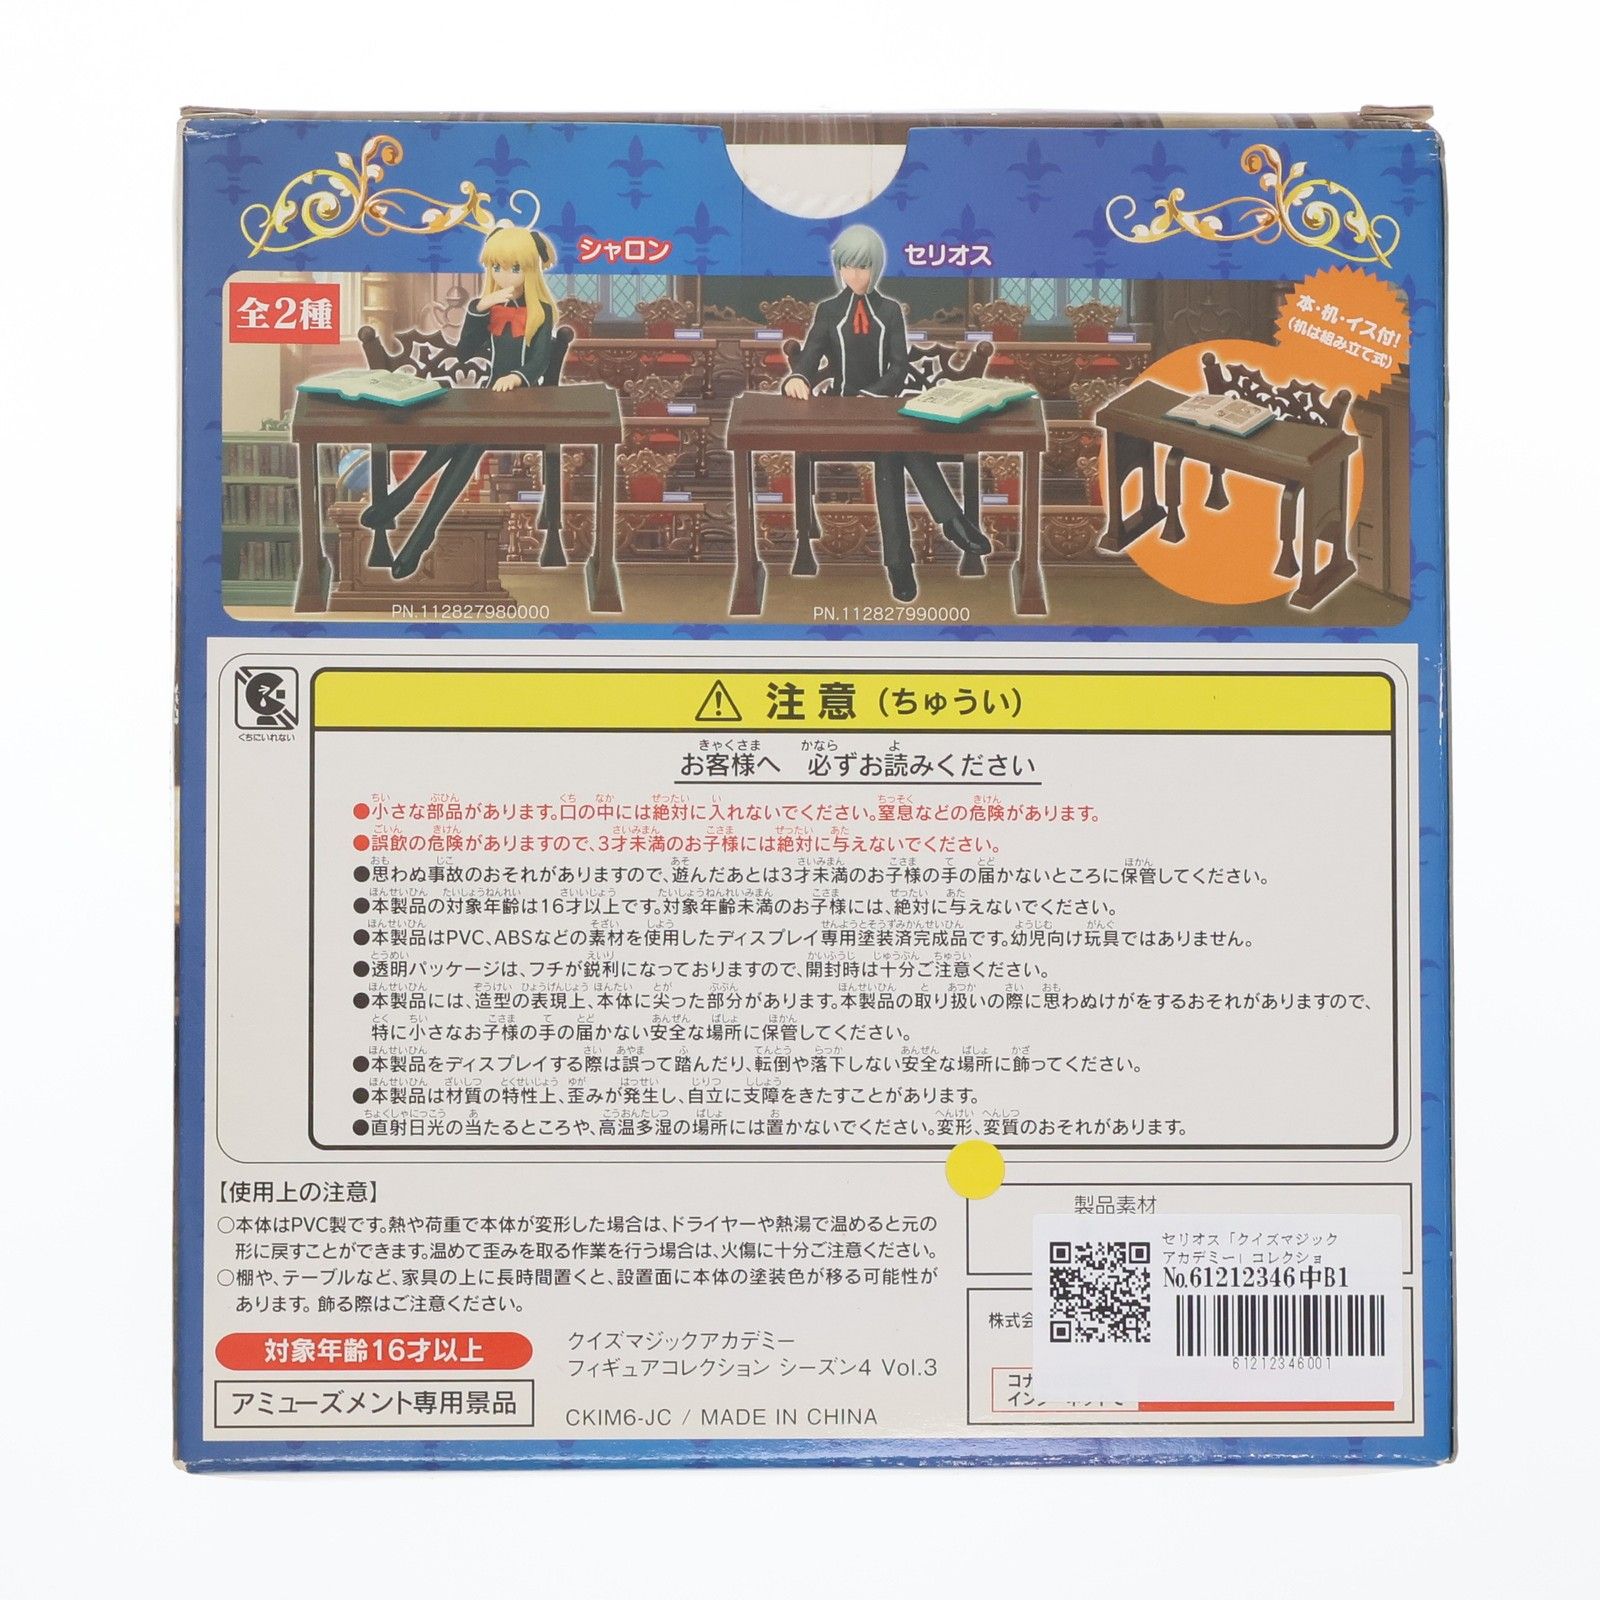 シャロン
セリオス
全2種
本・机・イス付!
(机は組み立て式)
PN.112827980000
PN.112827990000
くちにいれない
注意(ちゅうい)
お客様へ 必ずお読みください
●小さな部品があります。口の中には絶対に入れないでください。窒息などの危険があります。
●誤飲の危険がありますので、3才未満のお子様には絶対に与えないでください。
●思わぬ事故のおそれがありますので、遊んだあとは3才未満のお子様の手の届かないところに保管してください。
●本製品の対象年齢は16才以上です。対象年齢未満のお子様には、絶対に与えないでください。
●本製品はPVC、ABSなどの素材を使用したディスプレイ専用塗装済完成品です。幼児向け玩具ではありません。
●透明パッケージは、フチが鋭利になっておりますので、開封時は十分ご注意ください。
●本製品には、造型の表現上、本体に尖った部分があります。本製品の取り扱いの際に思わぬけがをするおそれがありますので、
特に小さなお子様の手の届かない安全な場所に保管してください。
●本製品をディスプレイする際は誤って踏んだり、転倒や落下しない安全な場所に飾ってください。
●本製品は材質の特性上、歪みが発生し、自立に支障をきたすことがあります。
●直射日光の当たるところや、高温多湿の場所には置かないでください。変形、変質のおそれがあります。
【使用上の注意】
○本体はPVC製です。熱や荷重で本体が変形した場合は、ドライヤーや熱湯で温めると元の
形に戻すことができます。温めて歪みを取る作業を行う場合は、火傷に十分ご注意ください。
○棚や、テーブルなど、家具の上に長時間置くと、設置面に本体の塗装色が移る可能性が
あります。飾る際はご注意ください。
対象年齢16才以上
アミューズメント専用景品
クイズマジックアカデミー
フィギュアコレクション シーズン4 Vol.3
CKIM6-JC / MADE IN CHINA
製品素材
セリオス「クイズマジック
アカデミー」コレクショ
No.61212346中B1
61212346001
株式会
コナ